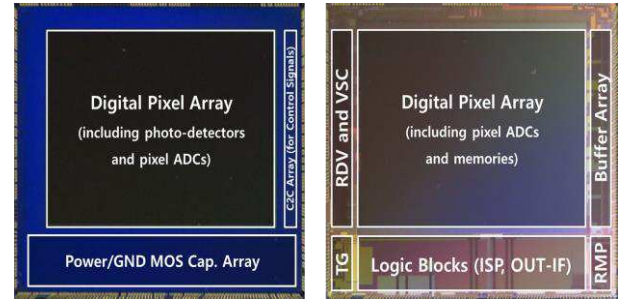 Digital Pixel Array
(including photo-detectors
and pixel ADCs)
C2C Array (for Control Signals)
Power/GND MOS Cap. Array
RDV and VSC
Digital Pixel Array
(including pixel ADCs
and memories)
Buffer Array
TG
Logic Blocks (ISP, OUT-IF)
RMP